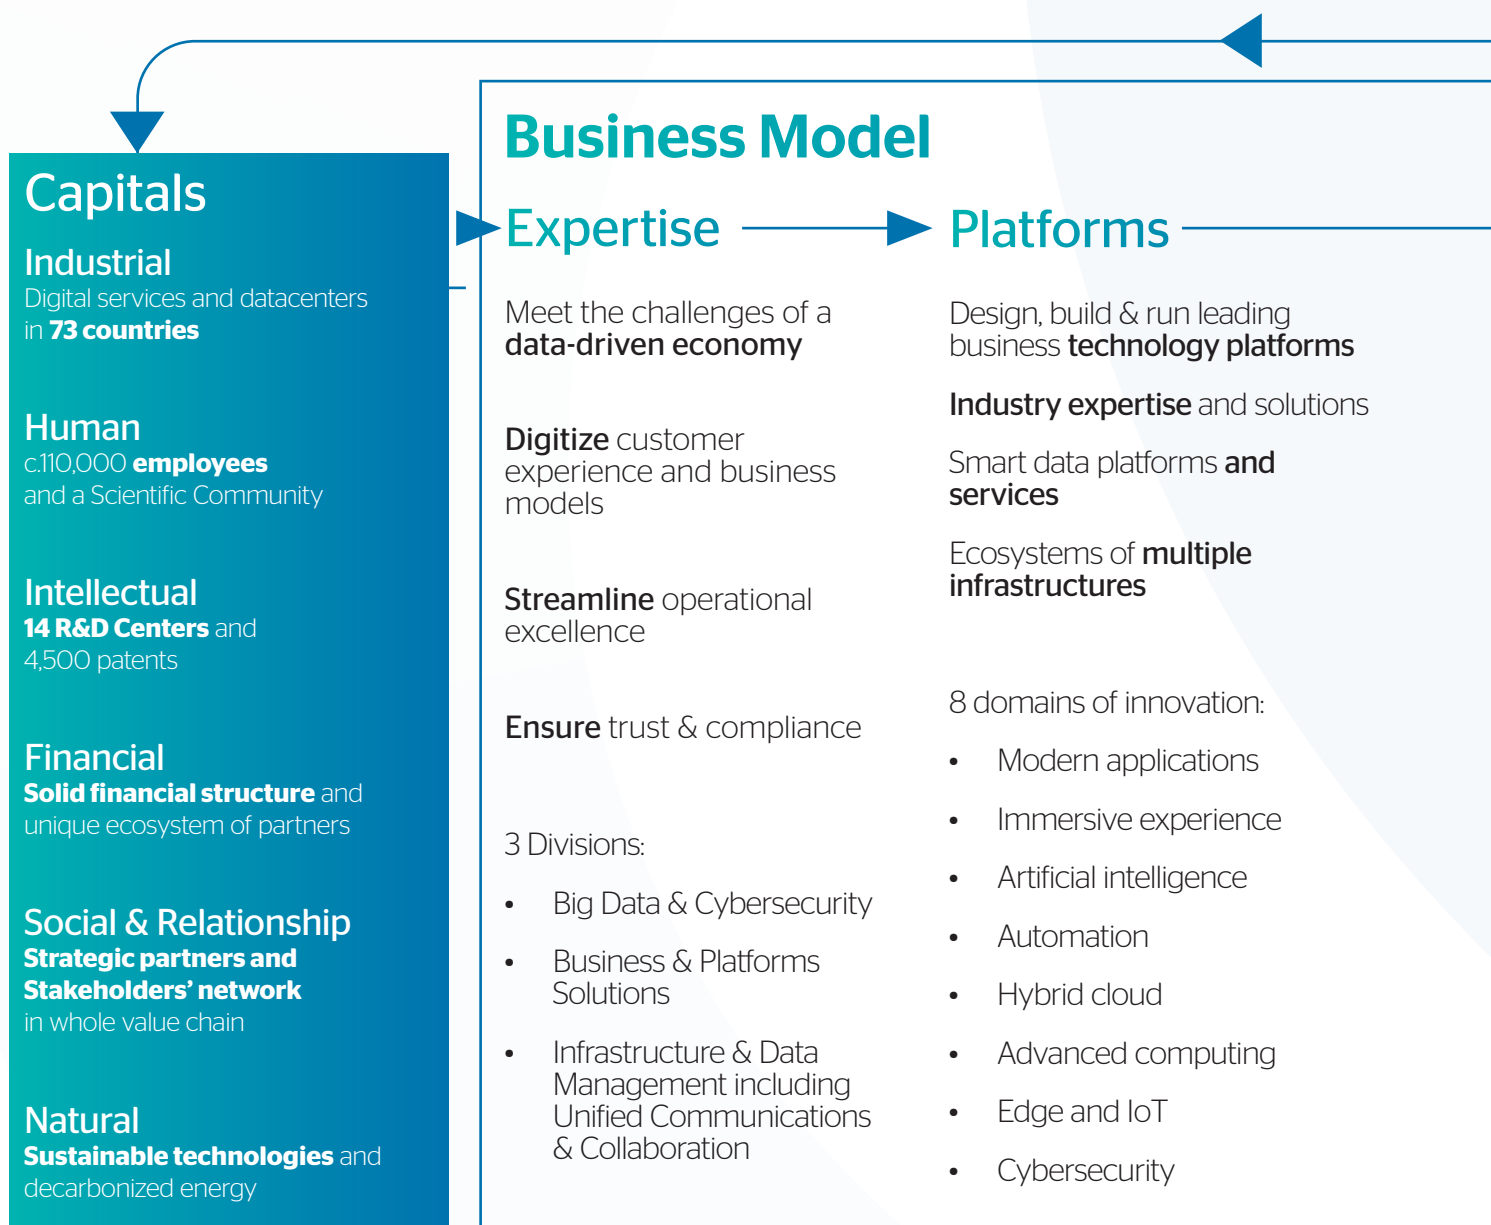 Capitals
Industrial
Digital services and datacenters
in 73 countries
Human
c.110,000 employees
and a Scientific Community
Intellectual
14 R&D Centers and
4,500 patents
Financial
Solid financial structure and
unique ecosystem of partners
Social & Relationship
Strategic partners and
Stakeholders’ network
in whole value chain
Natural
Sustainable technologies and
decarbonized energy
Business Model
Expertise
Meet the challenges of a
data-driven economy
Digitize customer
experience and business
models
Streamline operational
excellence
Ensure trust & compliance
3 Divisions:
• Big Data & Cybersecurity
• Business & Platforms
Solutions
• Infrastructure & Data
Management including
Unified Communications
& Collaboration
Platforms
Design, build & run leading
business technology platforms
Industry expertise and solutions
Smart data platforms and
services
Ecosystems of multiple
infrastructures
8 domains of innovation:
• Modern applications
• Immersive experience
• Artificial intelligence
• Automation
• Hybrid cloud
• Advanced computing
• Edge and IoT
• Cybersecurity